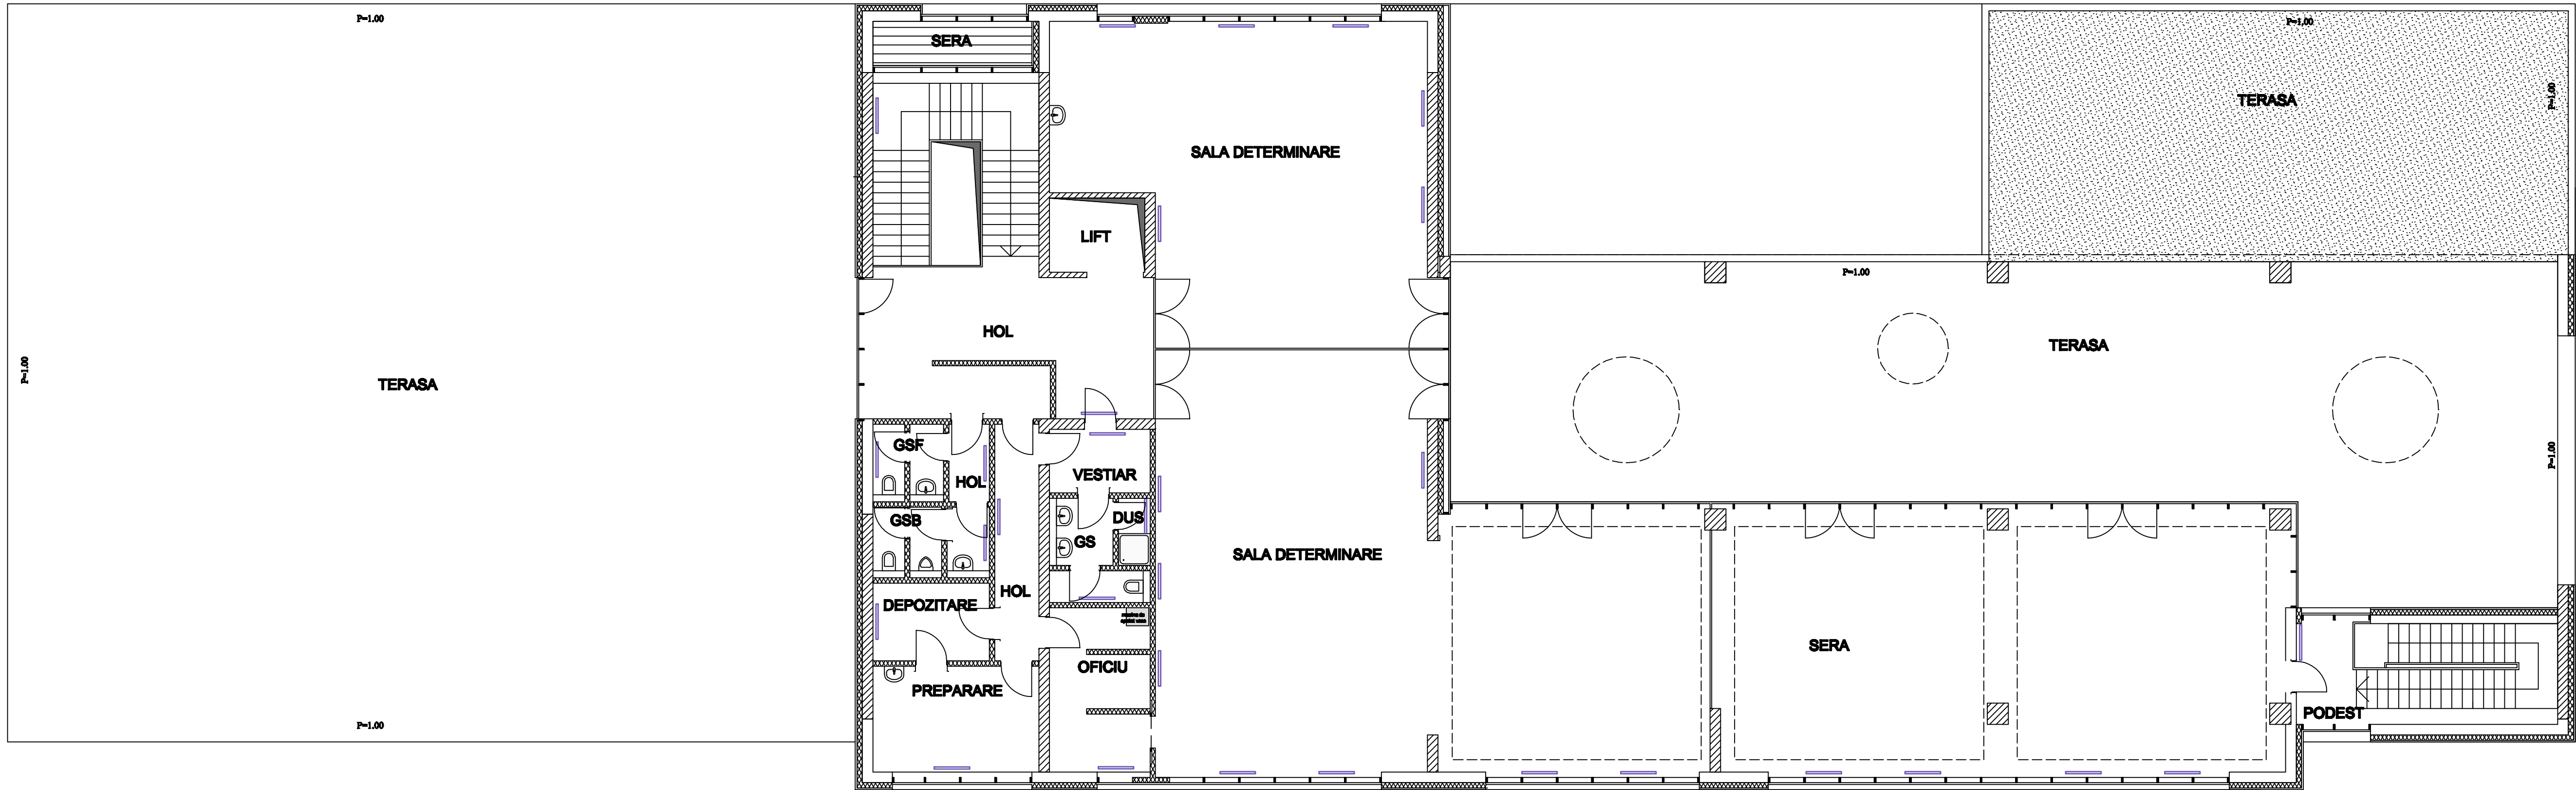 P=1.00
P=1.00
SERA
TERASA
P=1.00
SALA DETERMINARE
LIFT
P=1.00
HOL
TERASA
P=1.00
TERASA
GSF
HOL
VESTIAR
P=1.00
GSB
DUS
GS
SALA DETERMINARE
HOL
DEPOZITARE
SERA
OFICIU
PREPARARE
PODEST
P=1.00